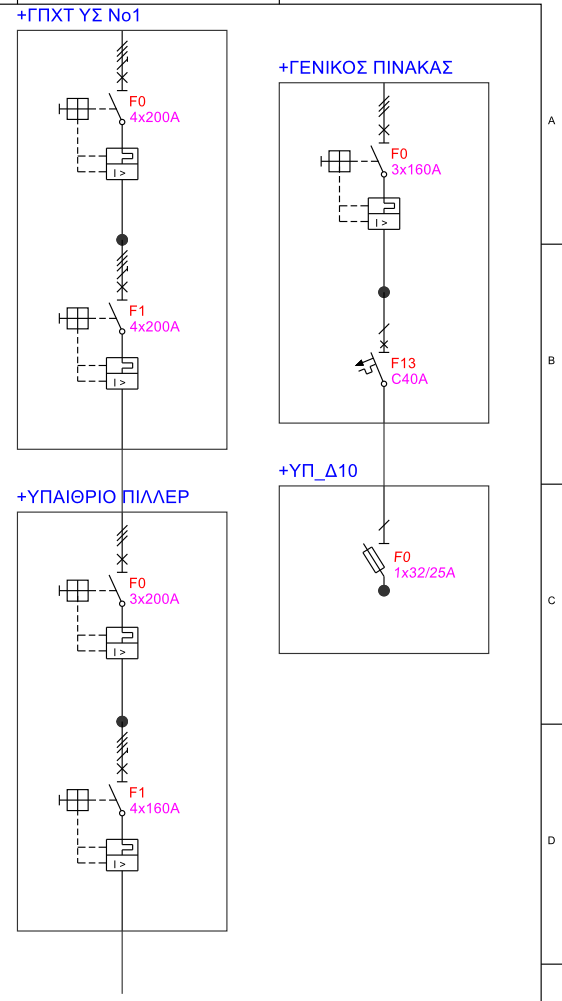 +ΓΠΧΤ ΥΣ Νο1
F0
4x200A
I >
F1
4x200A
I >
+ΥΠΑΙΘΡΙΟ ΠΙΛΛΕΡ
F0
3x200A
I >
F1
4x160A
I >
+ΓΕΝΙΚΟΣ ΠΙΝΑΚΑΣ
F0
3x160A
I >
F13
C40A
+ΥΠ_Δ10
F0
1x32/25A
A
B
C
D